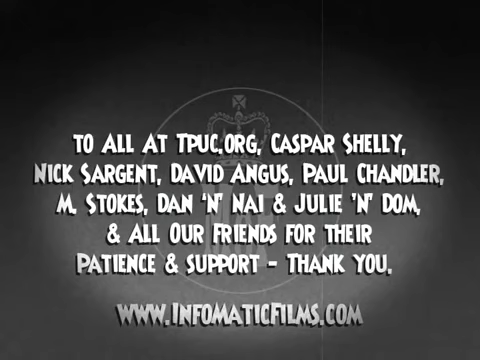 to All at Tpuc.org, Caspar Shelly,
Nick Sargent, David Angus, Paul Chandler,
M. Stokes, Dan 'n' Nai & Julie 'n' Dom,
& All Our Friends for their
Patience & support - Thank you.
www.InfomaticFilms.com